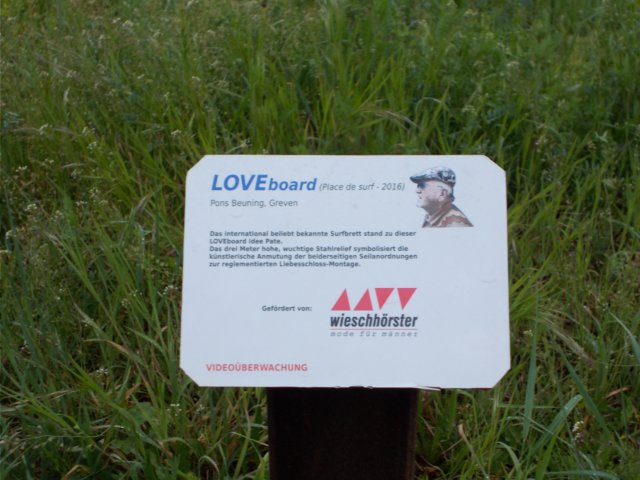 LOVEboard (Place de surf - 2016)
Pons Beuning, Greven
Das international beliebt bekannte Surfbrett stand zu dieser
LOVEboard Idee Pate.
Das drei Meter hohe, wuchtige Stahlrelief symbolisiert die
künstlerische Anmutung der beiderseitigen Seilanordnungen
zur reglementierten Liebesschloss-Montage.
Gefördert von:
wieschhörster
mode für männer
VIDEOÜBERWACHUNG